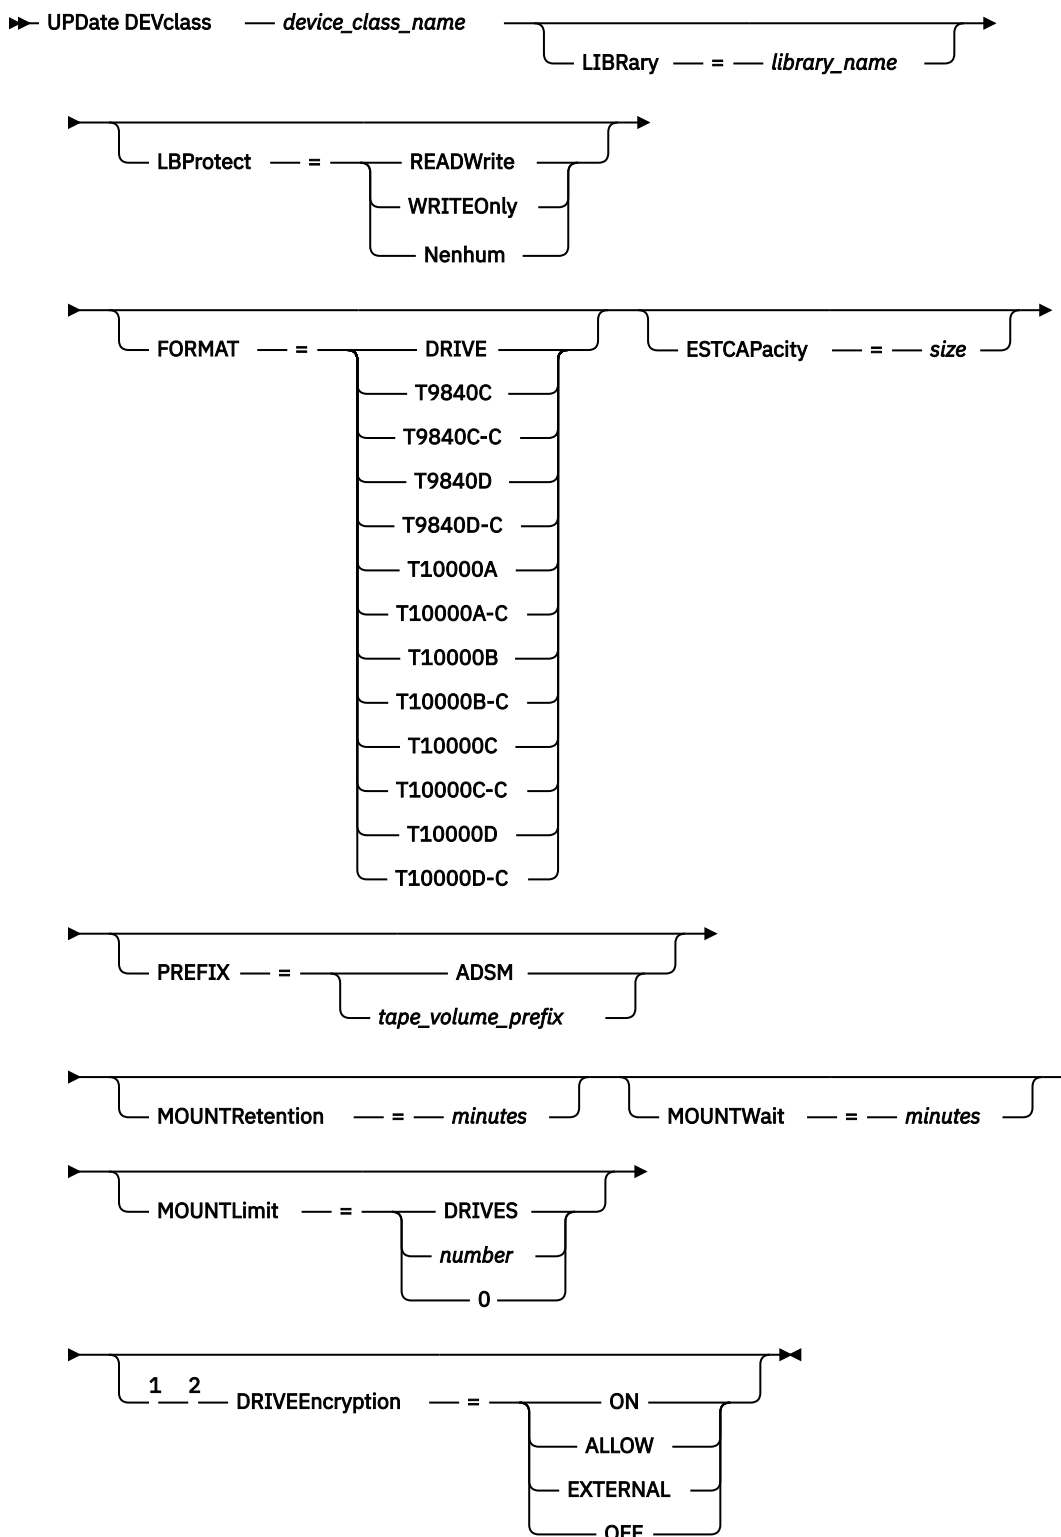 UPDate DEVclass device_class_name
LIBRary = library_name
LBProtect = READWrite
WRITEOnly
Nenhum
FORMAT = DRIVE ESTCAPacity = size
T9840C
T9840C-C
T9840D
T9840D-C
T10000A
T10000A-C
T10000B
T10000B-C
T10000C
T10000C-C
T10000D
T10000D-C
PREFIX = ADSM
tape_volume_prefix
MOUNTRetention = minutes MOUNTWait = minutes
MOUNTLimit = DRIVES
number
0
1 2
DRIVEEncryption = ON
ALLOW
EXTERNAL
OFF